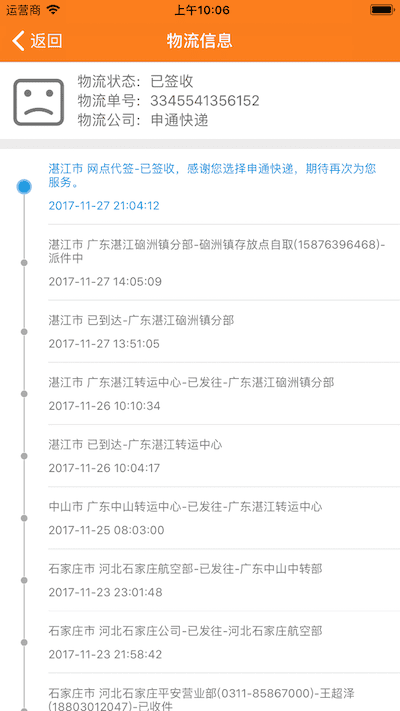 运营商 上午10:06
返回 物流信息
物流状态：已签收
物流单号：3345541356152
物流公司：申通快递
湛江市 网点代签-已签收，感谢您选择申通快递，期待再次为您
服务。
2017-11-27 21:04:12
湛江市 广东湛江硇洲镇分部-硇洲镇存放点自取(15876396468)-
派件中
2017-11-27 14:05:09
湛江市 已到达-广东湛江硇洲镇分部
2017-11-27 13:51:05
湛江市 广东湛江转运中心-已发往-广东湛江硇洲镇分部
2017-11-26 10:10:34
湛江市 已到达-广东湛江转运中心
2017-11-26 10:04:17
中山市 广东中山转运中心-已发往-广东湛江转运中心
2017-11-25 08:03:00
石家庄市 河北石家庄航空部-已发往-广东中山中转部
2017-11-23 23:01:48
石家庄市 河北石家庄公司-已发往-河北石家庄航空部
2017-11-23 21:58:42
石家庄市 河北石家庄平安营业部(0311-85867000)-王超泽
(18803012047)-已收件